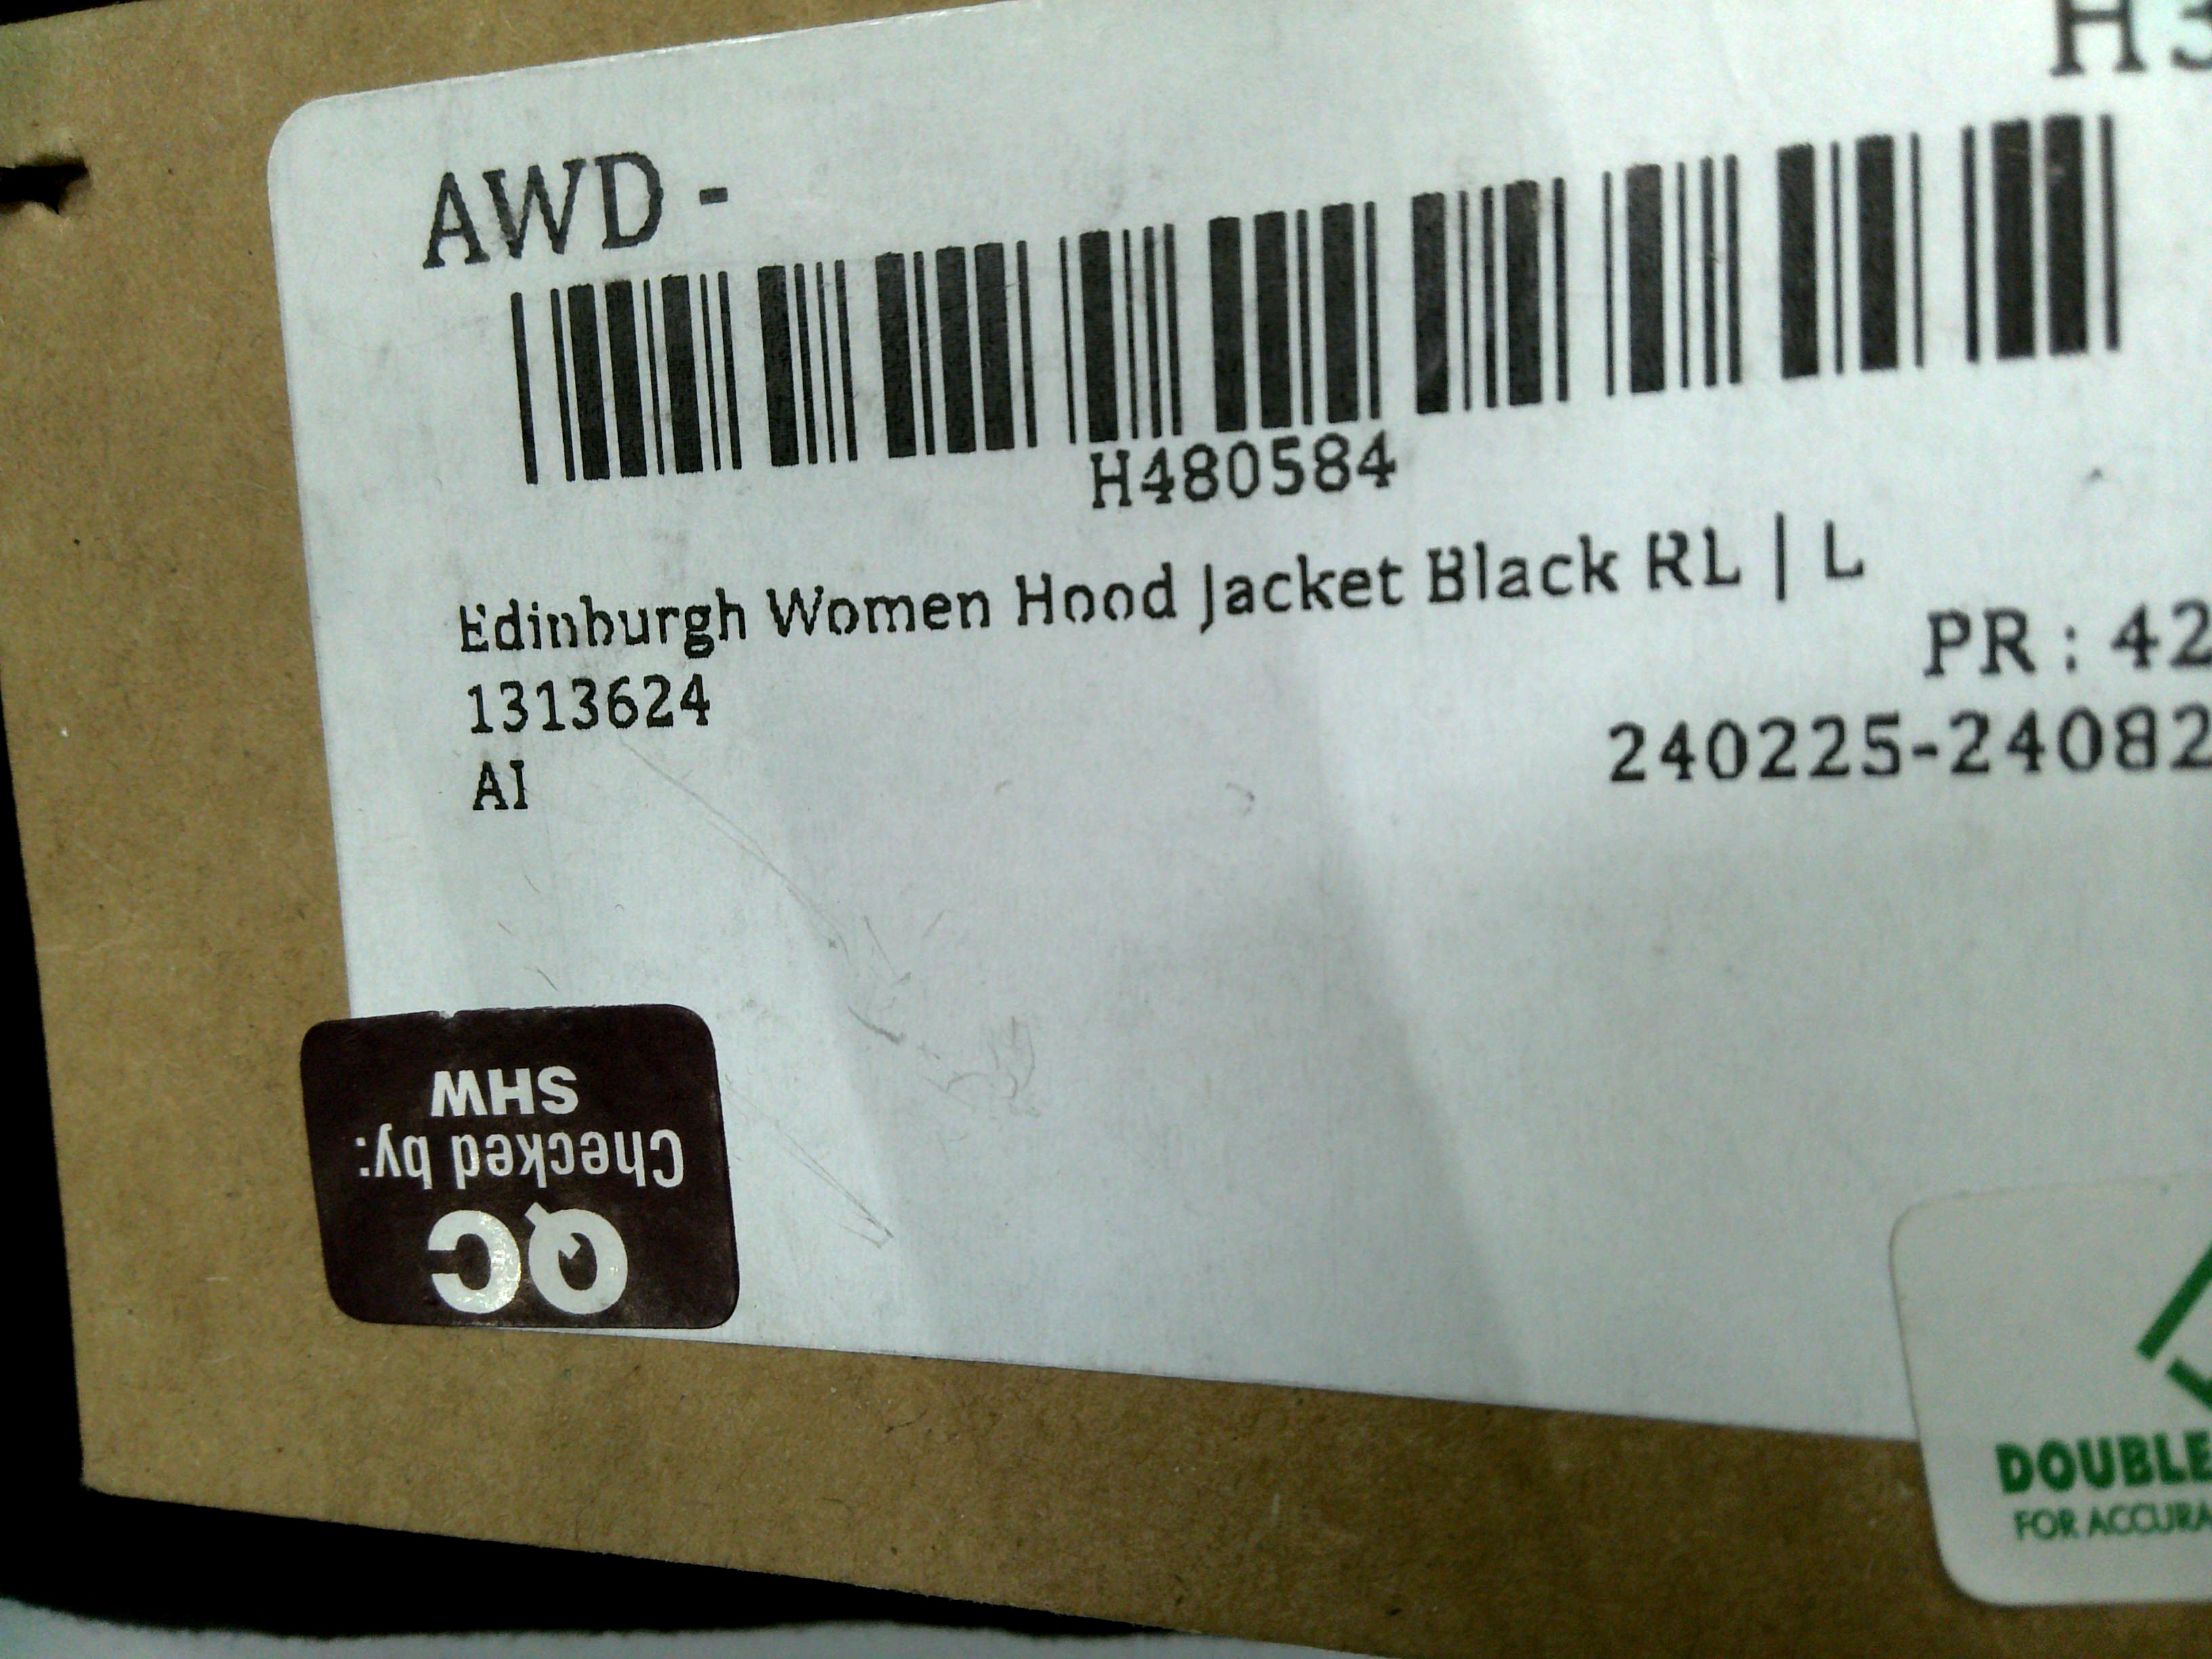 H3
AWD -
H480584
Edinburgh Women Hood Jacket Black RL | L
PR : 42
1313624
240225-24082
AI
QC
Checked by:
SHW
DOUBLE
FOR ACCURA